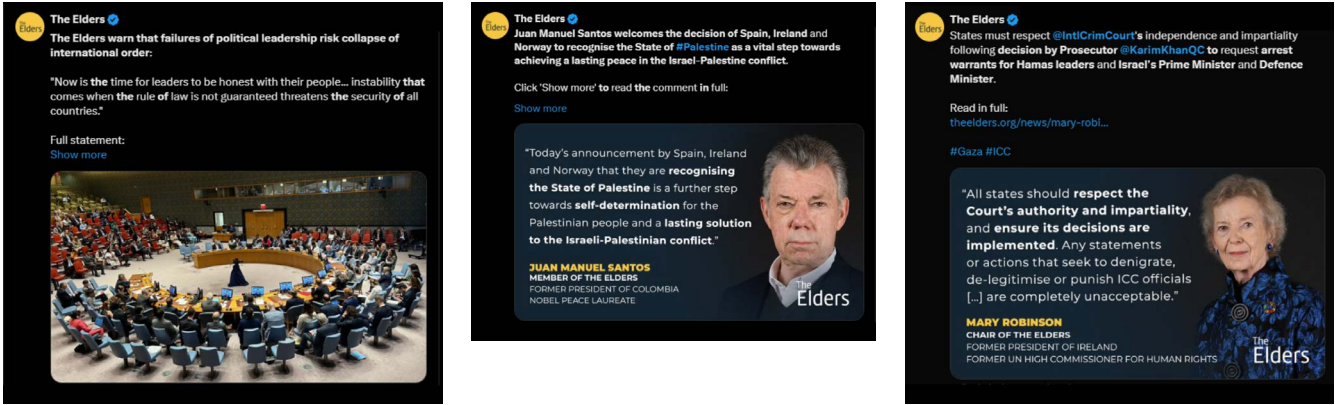 The Elders
The Elders
The Elders warn that failures of political leadership risk collapse of
international order:
"Now is the time for leaders to be honest with their people... instability that
comes when the rule of law is not guaranteed threatens the security of all
countries."
Full statement:
Show more
The Elders
The Elders
Juan Manuel Santos welcomes the decision of Spain, Ireland and
Norway to recognise the State of #Palestine as a vital step towards
achieving a lasting peace in the Israel-Palestine conflict.
Click 'Show more' to read the comment in full:
Show more
"Today's announcement by Spain, Ireland
and Norway that they are recognising
the State of Palestine is a further step
towards self-determination for the
Palestinian people and a lasting solution
to the Israeli-Palestinian conflict."
JUAN MANUEL SANTOS
MEMBER OF THE ELDERS
FORMER PRESIDENT OF COLOMBIA
NOBEL PEACE LAUREATE
The
Elders
The Elders
The Elders
States must respect @IntlCrimCourt's independence and impartiality
following decision by Prosecutor @KarimKhanQC to request arrest
warrants for Hamas leaders and Israel's Prime Minister and Defence
Minister.
Read in full:
theelders.org/news/mary-robi...
#Gaza #ICC
"All states should respect the
Court's authority and impartiality,
and ensure its decisions are
implemented. Any statements
or actions that seek to denigrate,
de-legitimise or punish ICC officials
[...] are completely unacceptable."
MARY ROBINSON
CHAIR OF THE ELDERS
FORMER PRESIDENT OF IRELAND
FORMER UN HIGH COMMISSIONER FOR HUMAN RIGHTS
The
Elders